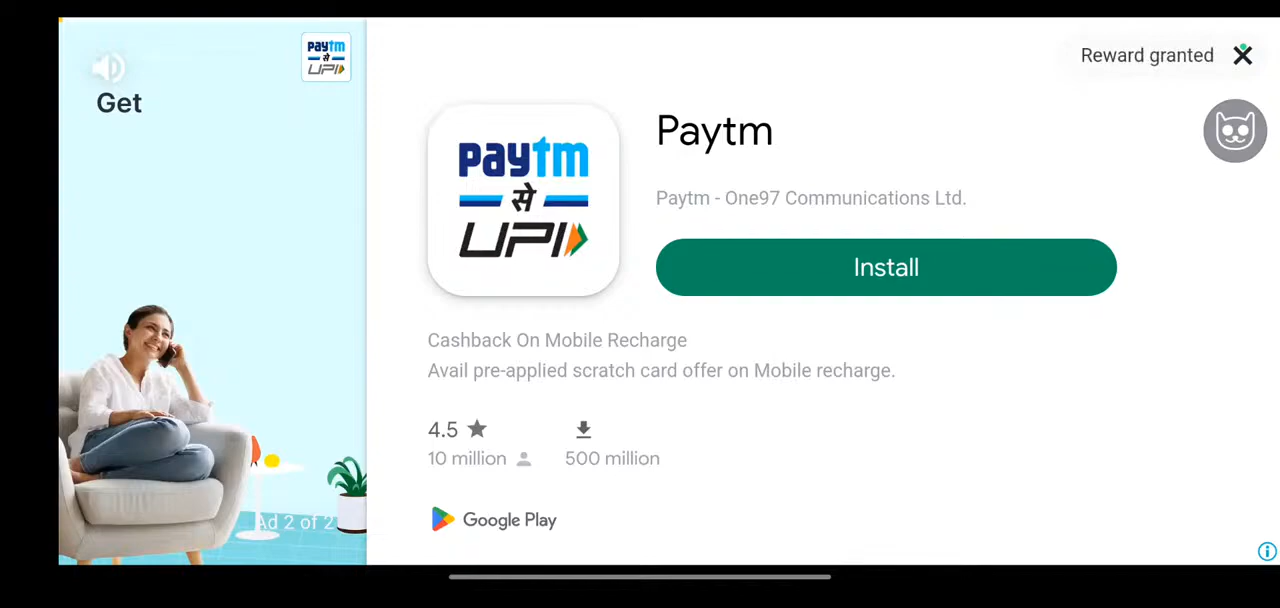 paytm
से
UPI
Get
Reward granted
paytm
से
UPI
Paytm
Paytm - One97 Communications Ltd.
Install
Cashback On Mobile Recharge
Avail pre-applied scratch card offer on Mobile recharge.
4.5
10 million
500 million
Ad 2 of 2
Google Play